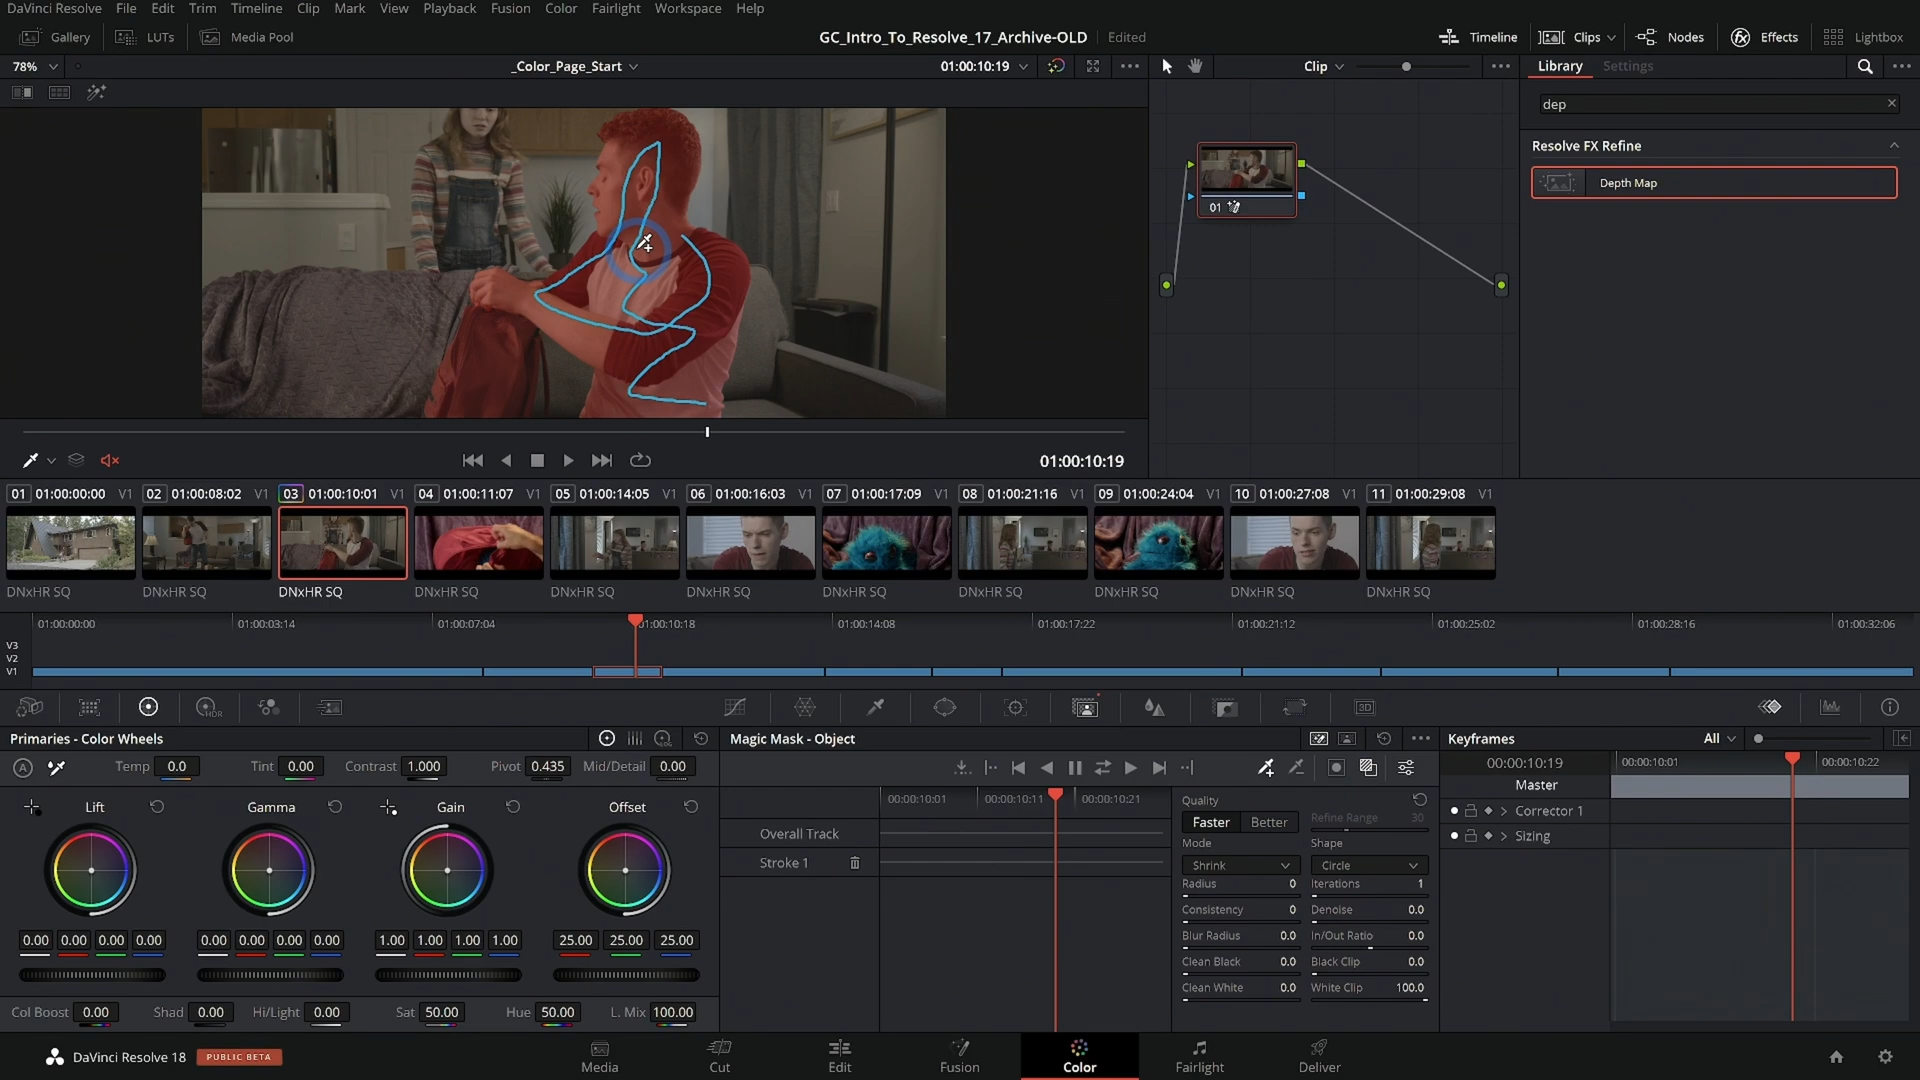 DaVinci Resolve File Edit Trim Timeline Clip Mark View Playback Fusion Color Fairlight Workspace Help
Gallery LUTs Media Pool GC_Intro_To_Resolve_17_Archive-OLD Edited Timeline Clips Nodes Effects Lightbox
78% _Color_Page_Start 01:00:10:19 Clip Library Settings
dep
Resolve FX Refine
Depth Map
01
01:00:10:19
01 01:00:00:00 V1 02 01:00:08:02 V1 03 01:00:10:01 V1 04 01:00:11:07 V1 05 01:00:14:05 V1 06 01:00:16:03 V1 07 01:00:17:09 V1 08 01:00:21:16 V1 09 01:00:24:04 V1 10 01:00:27:08 V1 11 01:00:29:08 V1
DNxHR SQ DNxHR SQ DNxHR SQ DNxHR SQ DNxHR SQ DNxHR SQ DNxHR SQ DNxHR SQ DNxHR SQ DNxHR SQ DNxHR SQ
01:00:00:00 01:00:03:14 01:00:07:04 01:00:10:18 01:00:14:08 01:00:17:22 01:00:21:12 01:00:25:02 01:00:28:16 01:00:32:06
V3
V2
V1
HDR 3D
Primaries - Color Wheels Magic Mask - Object Keyframes All
A Temp 0.0 Tint 0.00 Contrast 1.000 Pivot 0.435 Mid/Detail 0.00
00:00:10:19 00:00:10:01 00:00:10:22
Master
Lift Gamma Gain Offset
00:00:10:01 00:00:10:11 00:00:10:21
Quality
Faster Better Refine Range 30
Corrector 1
Sizing
Overall Track
Stroke 1
Mode Shape
Shrink Circle
Radius 0 Iterations 1
Consistency 0 Denoise 0.0
Blur Radius 0.0 In/Out Ratio 0.0
Clean Black 0.0 Black Clip 0.0
Clean White 0.0 White Clip 100.0
0.00 0.00 0.00 0.00 0.00 0.00 0.00 0.00 1.00 1.00 1.00 1.00 25.00 25.00 25.00
Col Boost 0.00 Shad 0.00 Hi/Light 0.00 Sat 50.00 Hue 50.00 L. Mix 100.00
DaVinci Resolve 18 PUBLIC BETA Media Cut Edit Fusion Color Fairlight Deliver